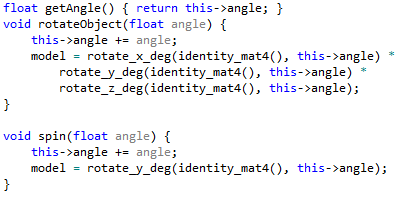 float getAngle() { return this->angle; }
void rotateObject(float angle) {
    this->angle += angle;
    model = rotate_x_deg(identity_mat4(), this->angle) *
        rotate_y_deg(identity_mat4(), this->angle) *
        rotate_z_deg(identity_mat4(), this->angle);
}

void spin(float angle) {
    this->angle += angle;
    model = rotate_y_deg(identity_mat4(), this->angle);
}